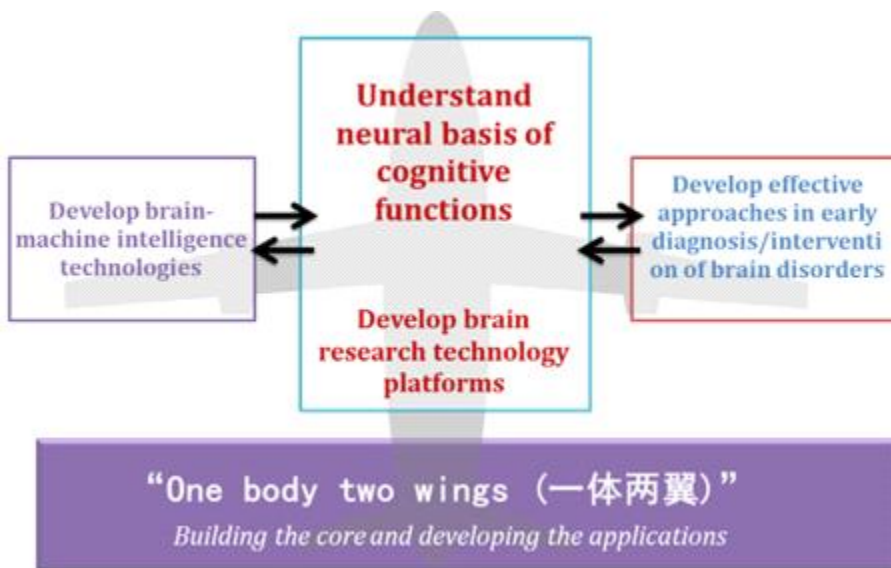 Understand
neural basis of
cognitive
functions
Develop brain-
machine intelligence
technologies
Develop effective
approaches in early
diagnosis/interventi
on of brain disorders
Develop brain
research technology
platforms
“One body two wings (一体两翼)”
Building the core and developing the applications